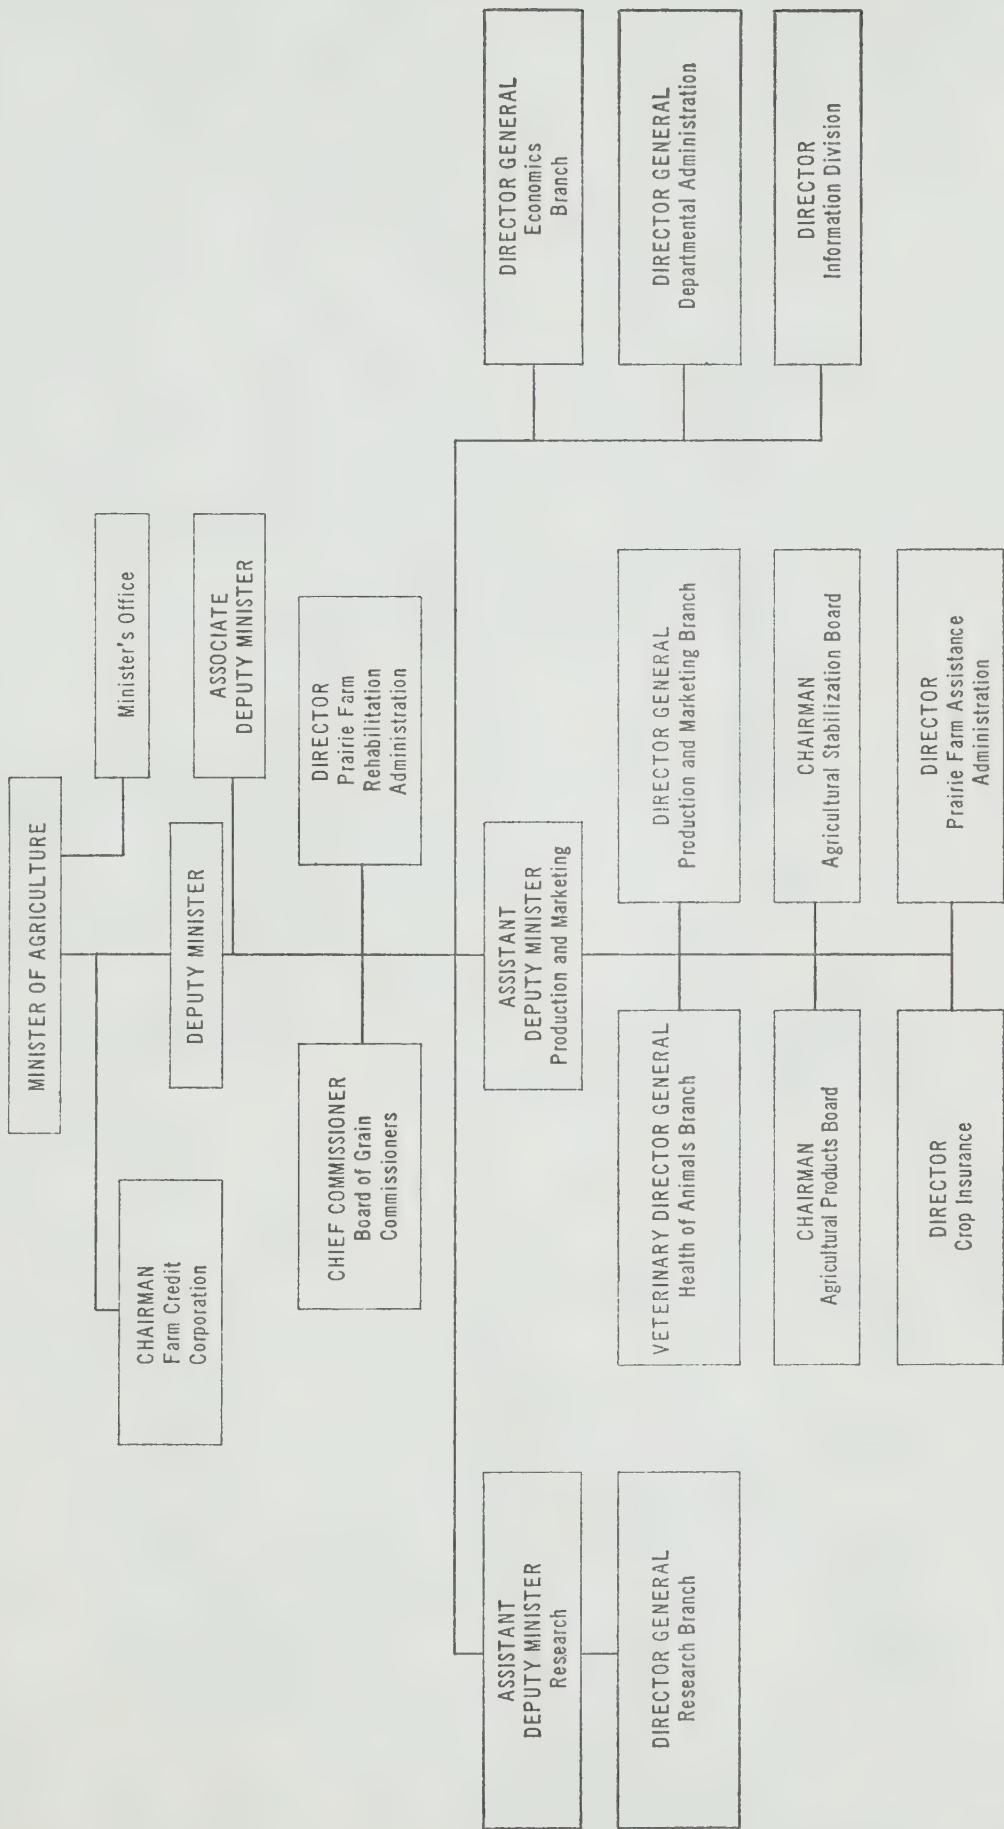 MINISTER OF AGRICULTURE
Minister's Office
CHAIRMAN
Farm Credit
Corporation
DEPUTY MINISTER
ASSOCIATE
DEPUTY MINISTER
CHIEF COMMISSIONER
Board of Grain
Commissioners
DIRECTOR
Prairie Farm
Rehabilitation
Administration
ASSISTANT
DEPUTY MINISTER
Research
ASSISTANT
DEPUTY MINISTER
Production and Marketing
DIRECTOR GENERAL
Economics
Branch
DIRECTOR GENERAL
Research Branch
VETERINARY DIRECTOR GENERAL
Health of Animals Branch
DIRECTOR GENERAL
Production and Marketing Branch
DIRECTOR GENERAL
Departmental Administration
CHAIRMAN
Agricultural Products Board
CHAIRMAN
Agricultural Stabilization Board
DIRECTOR
Information Division
DIRECTOR
Crop Insurance
DIRECTOR
Prairie Farm Assistance
Administration